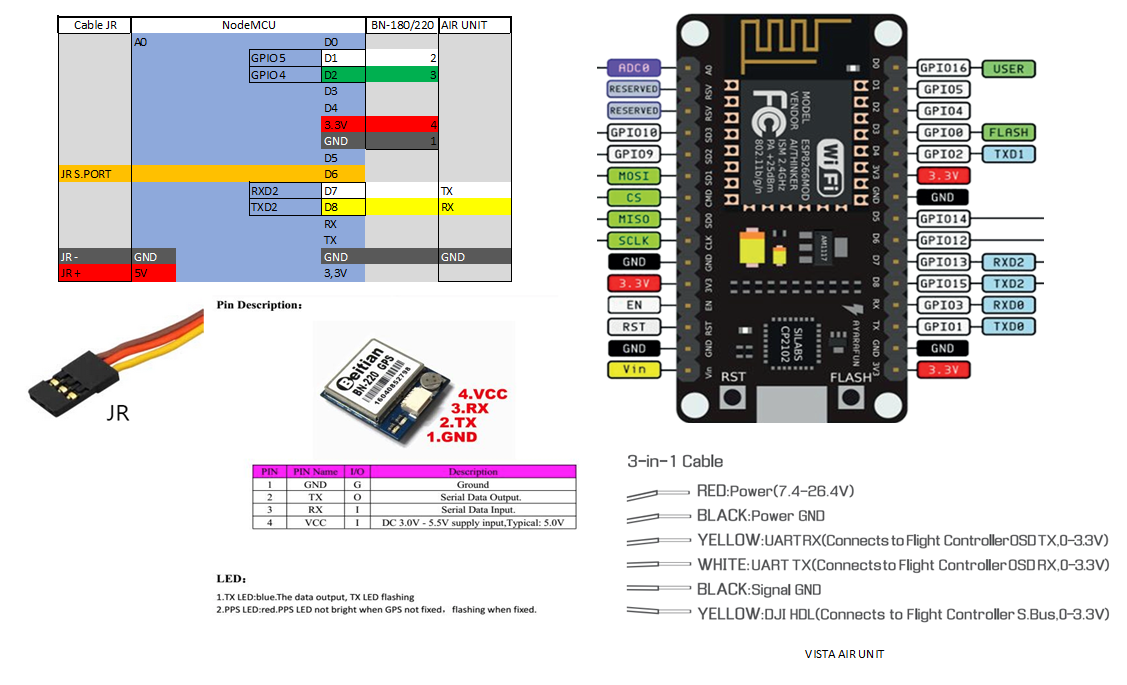 Cable JR NodeMCU BN-180/220 AIR UNIT
A0 D0
GPIO5 D1 2
GPIO4 D2 3
D3
D4
3.3V 4
GND 1
D5
JR S.PORT D6
RXD2 D7 TX
TXD2 D8 RX
RX
TX
JR - GND GND GND
JR + 5V 3,3V
JR
Pin Description:
Beitian
BN-220 GPS
16040852798
4.VCC
3.RX
2.TX
1.GND
PIN PIN Name I/O Description
1 GND G Ground
2 TX O Serial Data Output.
3 RX I Serial Data Input.
4 VCC I DC 3.0V - 5.5V supply input,Typical: 5.0V
LED:
1.TX LED:blue.The data output, TX LED flashing
2.PPS LED:red.PPS LED not bright when GPS not fixed, flashing when fixed.
ADC0 A0 D0 GPIO16 USER
RESERVED RSV D1 GPIO5
RESERVED RSV D2 GPIO4
GPIO10 SD3 D3 GPIO0 FLASH
GPIO9 SD2 D4 GPIO2 TXD1
MOSI SD1 3V3 3.3V
CS CMD GND GND
MISO SD0 D5 GPIO14
SCLK CLK D6 GPIO12
GND GND D7 GPIO13 RXD2
3.3V 3V3 D8 GPIO15 TXD2
EN EN RX GPIO3 RXD0
RST RST TX GPIO1 TXD0
GND GND GND GND
Vin Vin 3V3 3.3V
MODEL ESP8266MOD
VENDOR AI/THINKER
ISM 2.4GHz
PA +25dBm
802.11b/g/n
FCC
WiFi
AM1117
SILABS
CP2102
AYARAFUN
RST FLASH
3-in-1 Cable
RED:Power(7.4-26.4V)
BLACK:Power GND
YELLOW:UART RX(Connects to Flight Controller OSD TX,0-3.3V)
WHITE:UART TX(Connects to Flight Controller OSD RX,0-3.3V)
BLACK:Signal GND
YELLOW:DJI HDL(Connects to Flight Controller S.Bus,0-3.3V)
VISTA AIR UNIT